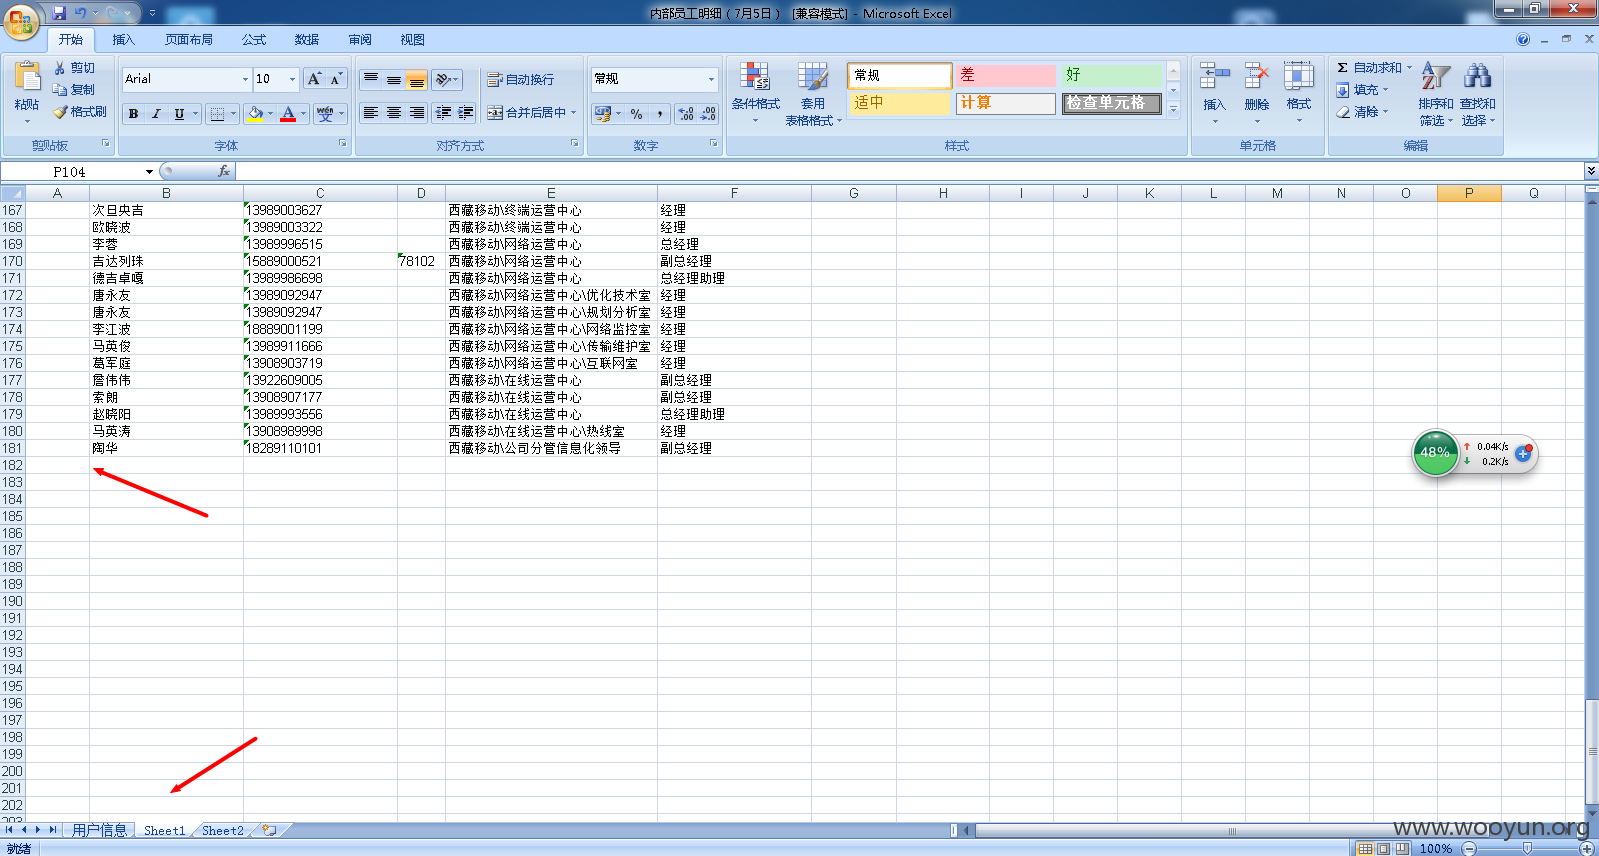 内部员工明细（7月5日） [兼容模式] - Microsoft Excel
开始 插入 页面布局 公式 数据 审阅 视图
粘贴 剪切 复制 格式刷
剪贴板
Arial 10
B I U wén 变
字体
自动换行
合并后居中
对齐方式
常规
% ,
数字
条件格式 套用表格格式
常规 差 好
适中 计算 检查单元格
样式
插入 删除 格式
单元格
Σ 自动求和
填充
清除
排序和筛选 查找和选择
编辑
P104 fx
A B C D E F G H I J K L M N O P Q
167 次旦央吉 13989003627 西藏移动\终端运营中心 经理
168 欧晓波 13989003322 西藏移动\终端运营中心 经理
169 李蓉 13989996515 西藏移动\网络运营中心 总经理
170 吉达列珠 15889000521 78102 西藏移动\网络运营中心 副总经理
171 德吉卓嘎 13989986698 西藏移动\网络运营中心 总经理助理
172 唐永友 13989092947 西藏移动\网络运营中心\优化技术室 经理
173 唐永友 13989092947 西藏移动\网络运营中心\规划分析室 经理
174 李江波 18889001199 西藏移动\网络运营中心\网络监控室 经理
175 马英俊 13989911666 西藏移动\网络运营中心\传输维护室 经理
176 葛军庭 13908903719 西藏移动\网络运营中心\互联网室 经理
177 詹伟伟 13922609005 西藏移动\在线运营中心 副总经理
178 索朗 13908907177 西藏移动\在线运营中心 副总经理
179 赵晓阳 13989993556 西藏移动\在线运营中心 总经理助理
180 马英涛 13908989998 西藏移动\在线运营中心\热线室 经理
181 陶华 18289110101 西藏移动\公司分管信息化领导 副总经理
182
183
184
185
186
187
188
189
190
191
192
193
194
195
196
197
198
199
200
201
202
203
48% 0.04K/s
0.2K/s
用户信息 Sheet1 Sheet2
www.wooyun.org
就绪 100%